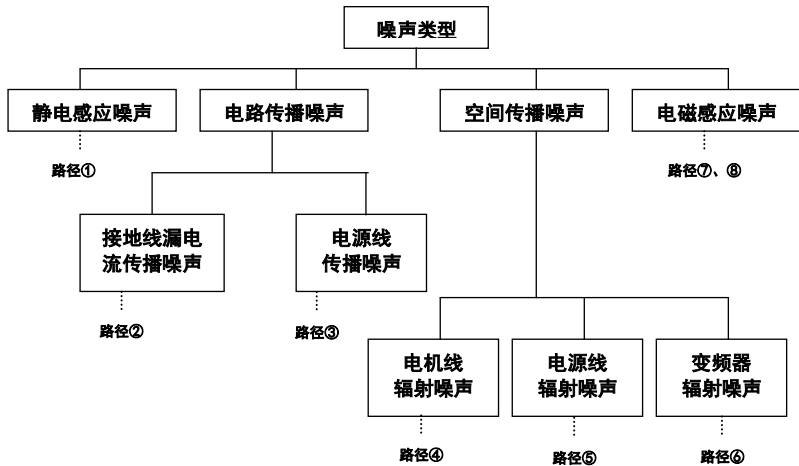 噪声类型
静电感应噪声
电路传播噪声
空间传播噪声
电磁感应噪声
路径①
路径⑦、⑧
接地线漏电
流传播噪声
电源线
传播噪声
路径②
路径③
电机线
辐射噪声
电源线
辐射噪声
变频器
辐射噪声
路径④
路径⑤
路径⑥